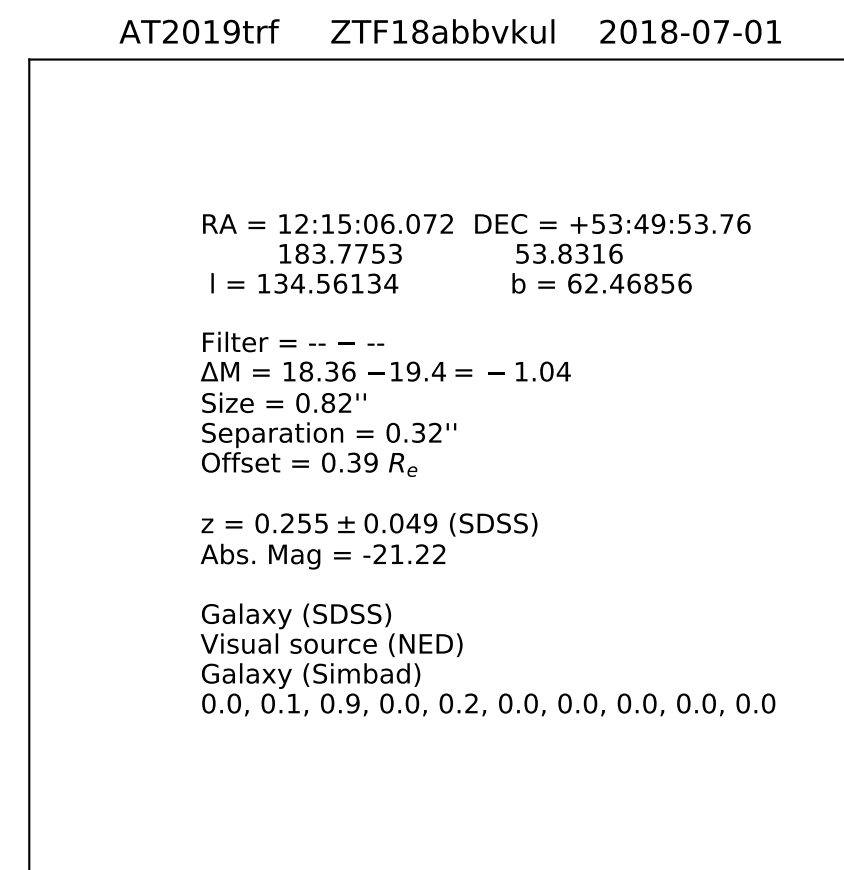 AT2019trf ZTF18abbvkul 2018-07-01
RA = 12:15:06.072 DEC = +53:49:53.76
183.7753 53.8316
l = 134.56134 b = 62.46856
Filter = -- − --
ΔM = 18.36 −19.4 = − 1.04
Size = 0.82''
Separation = 0.32''
Offset = 0.39 Re
z = 0.255 ± 0.049 (SDSS)
Abs. Mag = -21.22
Galaxy (SDSS)
Visual source (NED)
Galaxy (Simbad)
0.0, 0.1, 0.9, 0.0, 0.2, 0.0, 0.0, 0.0, 0.0, 0.0